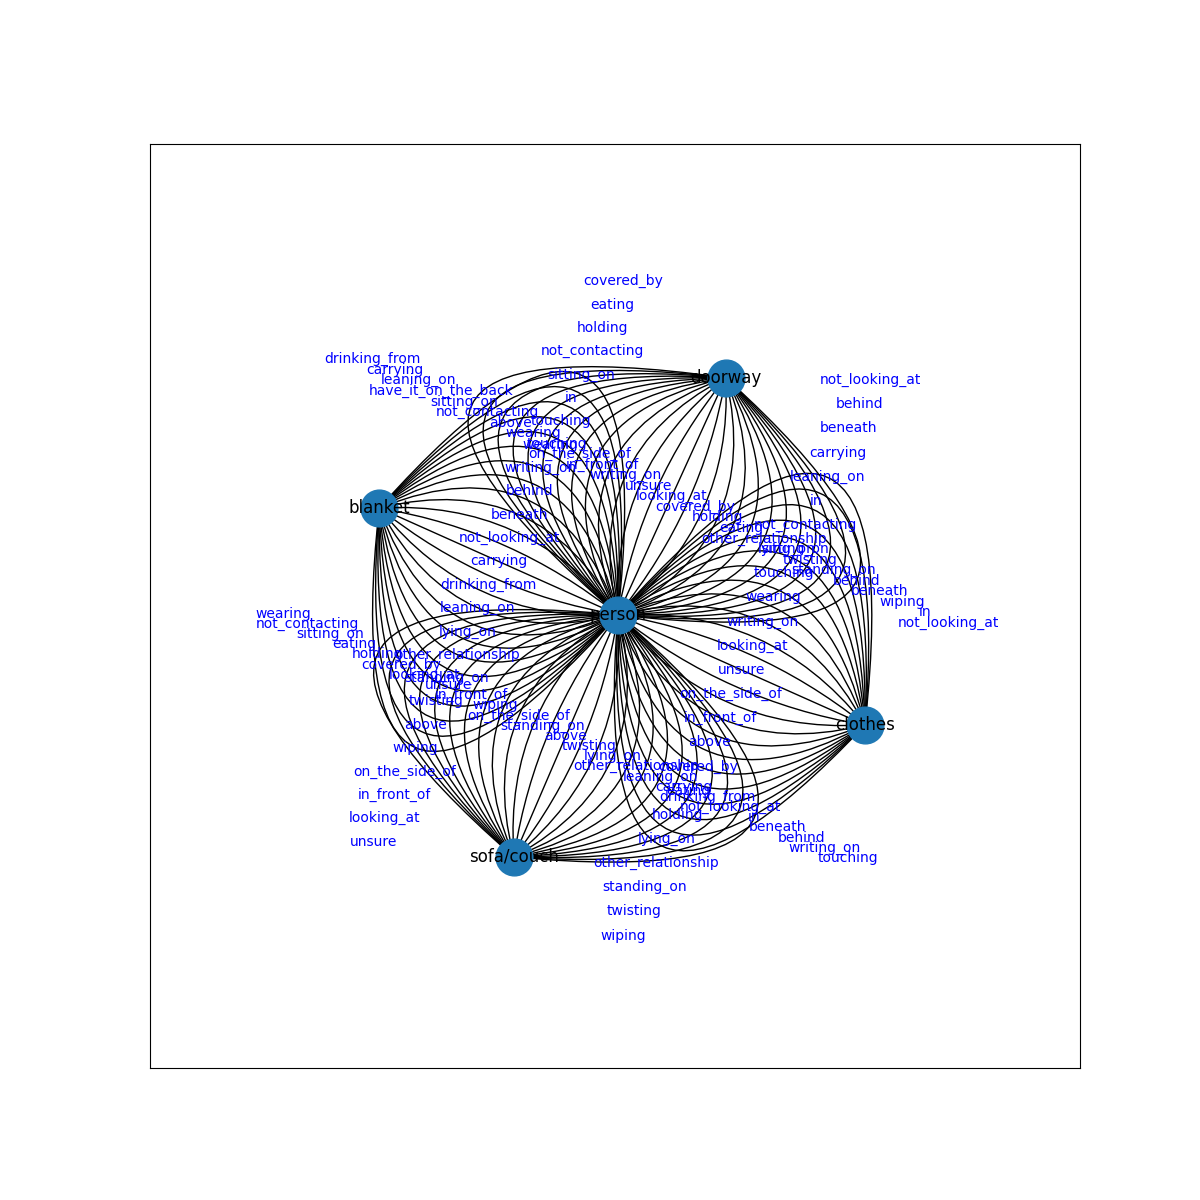 covered_by
eating
holding
not_contacting
drinking_from
carrying
sitting_on
doorway
leaning_on
not_looking_at
have_it_on_the_back
in
sitting_on
behind
not_contacting
above
touching
beneath
wearing
carrying
on_the_side_of
in_front_of
writing_on
leaning_on
writing_on
unsure
behind
looking_at
in
blanket
covered_by
beneath
holding
not_contacting
eating
not_looking_at
other_relationship
carrying
twisting
touching
standing_on
drinking_from
behind
beneath
leaning_on
wearing
wiping
wearing
person
in
not_contacting
writing_on
not_looking_at
sitting_on
lying_on
eating
looking_at
holding
other_relationship
covered_by
unsure
looking_at
standing_on
unsure
in_front_of
on_the_side_of
twisting
wiping
on_the_side_of
in_front_of
above
standing_on
clothes
above
above
wiping
twisting
lying_on
on_the_side_of
other_relationship
covered_by
leaning_on
in_front_of
carrying
drinking_from
not_looking_at
looking_at
holding
in
beneath
unsure
lying_on
behind
writing_on
sofa/couch
touching
other_relationship
standing_on
twisting
wiping